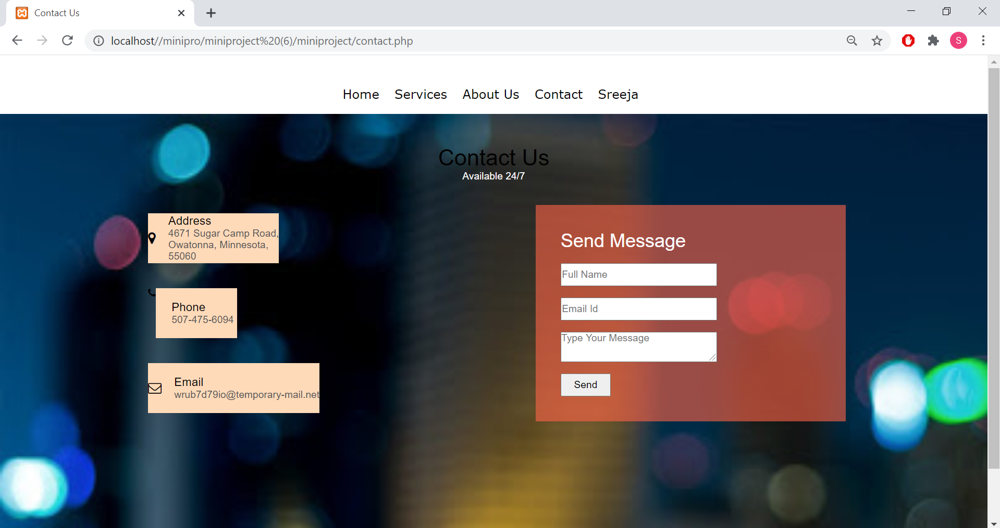 Contact Us
localhost//minipro/miniproject%20(6)/miniproject/contact.php
S
Home Services About Us Contact Sreeja
Contact Us
Available 24/7
Address
4671 Sugar Camp Road,
Owatonna, Minnesota,
55060
Phone
507-475-6094
Email
wrub7d79io@temporary-mail.net
Send Message
Full Name
Email Id
Type Your Message
Send